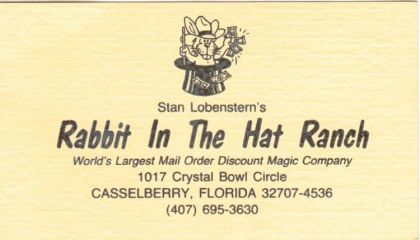 Stan Lobenstern's
Rabbit In The Hat Ranch
World's Largest Mail Order Discount Magic Company
1017 Crystal Bowl Circle
CASSELBERRY, FLORIDA 32707-4536
(407) 695-3630